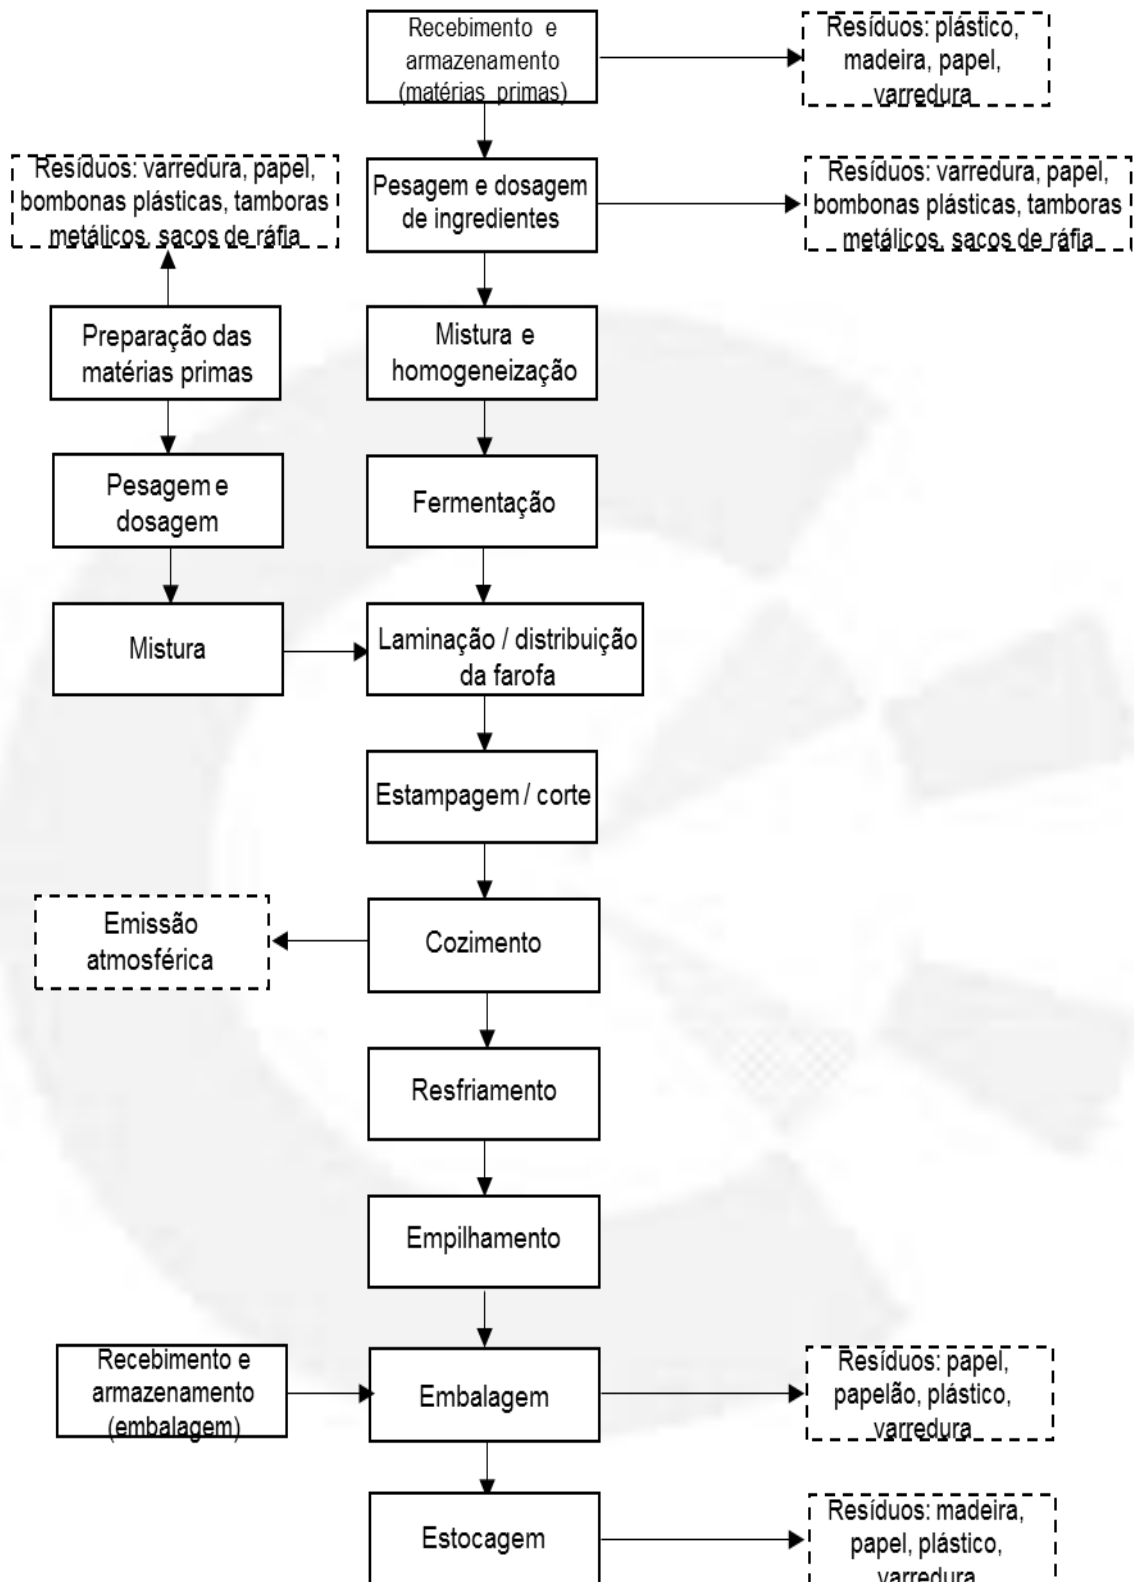 Recebimento e
armazenamento
(matérias primas)
Resíduos: plástico,
madeira, papel,
varredura
Resíduos: varredura, papel,
bombonas plásticas, tamboras
metálicos, sacos de ráfia
Pesagem e dosagem
de ingredientes
Resíduos: varredura, papel,
bombonas plásticas, tamboras
metálicos, sacos de ráfia
Preparação das
matérias primas
Mistura e
homogeneização
Pesagem e
dosagem
Fermentação
Mistura
Laminação / distribuição
da farofa
Estampagem / corte
Emissão
atmosférica
Cozimento
Resfriamento
Empilhamento
Recebimento e
armazenamento
(embalagem)
Embalagem
Resíduos: papel,
papelão, plástico,
varredura
Estocagem
Resíduos: madeira,
papel, plástico,
varredura